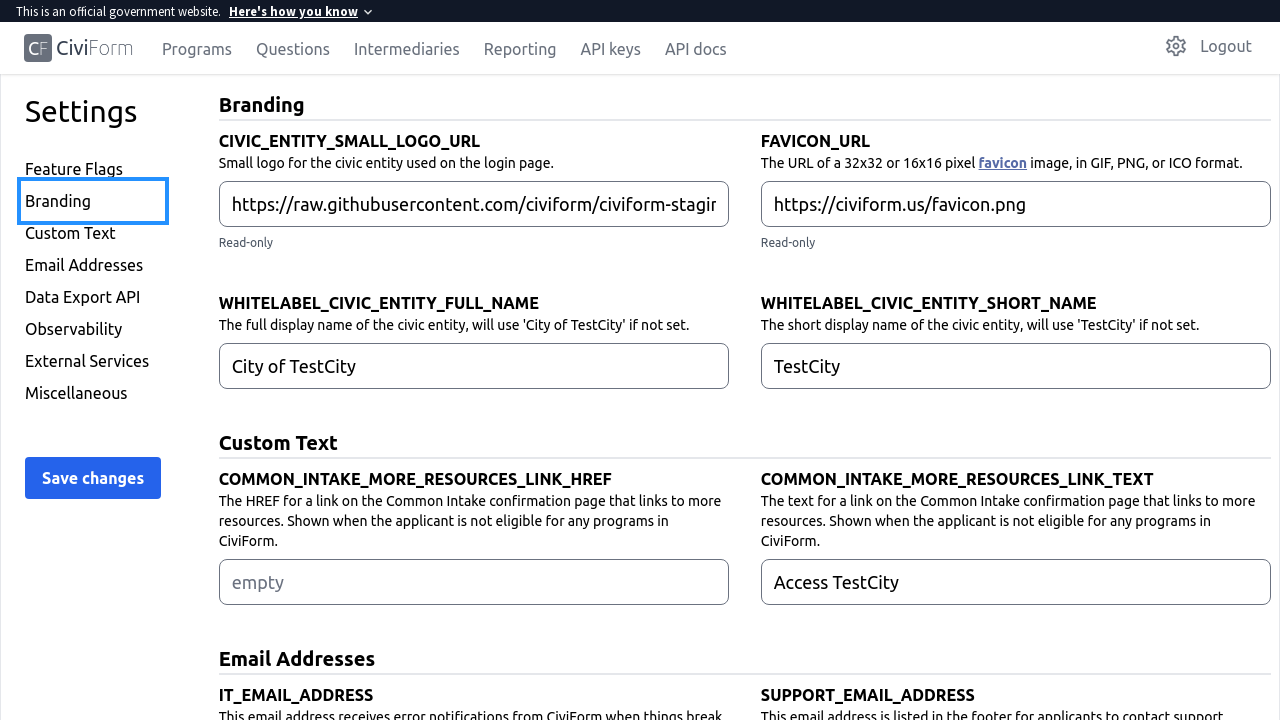 This is an official government website. Here's how you know
CF CiviForm Programs Questions Intermediaries Reporting API keys API docs Logout
Settings
Feature Flags
Branding
Custom Text
Email Addresses
Data Export API
Observability
External Services
Miscellaneous
Save changes
Branding
CIVIC_ENTITY_SMALL_LOGO_URL
Small logo for the civic entity used on the login page.
https://raw.githubusercontent.com/civiform/civiform-stagir
Read-only
FAVICON_URL
The URL of a 32x32 or 16x16 pixel favicon image, in GIF, PNG, or ICO format.
https://civiform.us/favicon.png
Read-only
WHITELABEL_CIVIC_ENTITY_FULL_NAME
The full display name of the civic entity, will use 'City of TestCity' if not set.
City of TestCity
WHITELABEL_CIVIC_ENTITY_SHORT_NAME
The short display name of the civic entity, will use 'TestCity' if not set.
TestCity
Custom Text
COMMON_INTAKE_MORE_RESOURCES_LINK_HREF
The HREF for a link on the Common Intake confirmation page that links to more
resources. Shown when the applicant is not eligible for any programs in
CiviForm.
empty
COMMON_INTAKE_MORE_RESOURCES_LINK_TEXT
The text for a link on the Common Intake confirmation page that links to more
resources. Shown when the applicant is not eligible for any programs in
CiviForm.
Access TestCity
Email Addresses
IT_EMAIL_ADDRESS
This email address receives error notifications from CiviForm when things break.
SUPPORT_EMAIL_ADDRESS
This email address is listed in the footer for applicants to contact support.